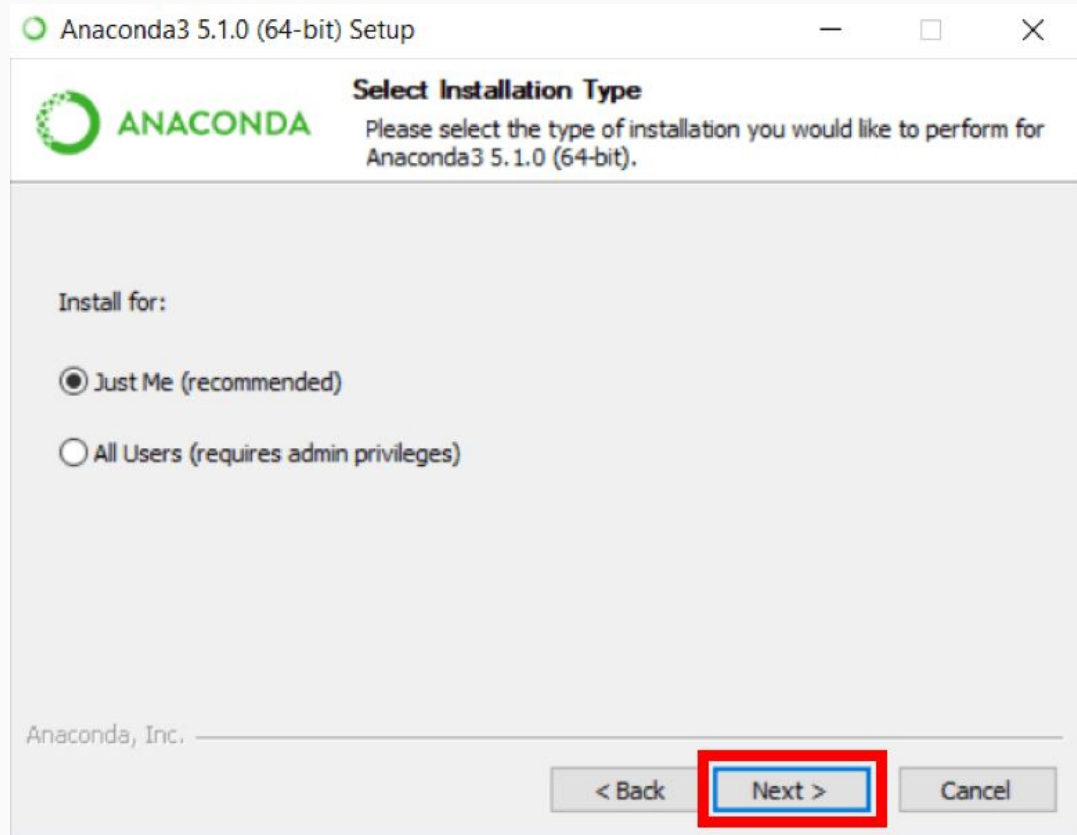 Anaconda3 5.1.0 (64-bit) Setup
ANACONDA
Select Installation Type
Please select the type of installation you would like to perform for
Anaconda3 5.1.0 (64-bit).
Install for:
Just Me (recommended)
All Users (requires admin privileges)
Anaconda, Inc.
< Back
Next >
Cancel